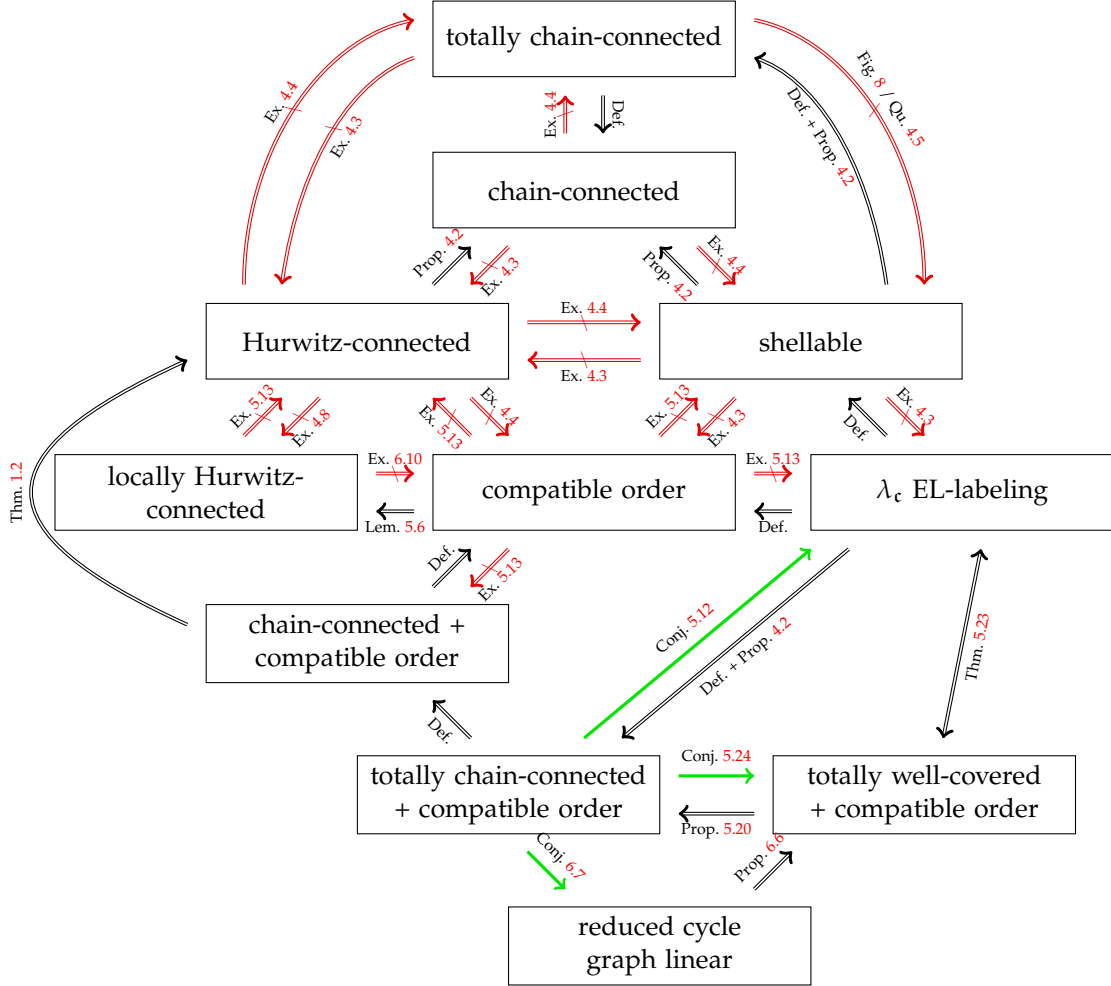 totally chain-connected
Ex. 4.4
Ex. 4.3
Ex. 4.4
Def.
Def. + Prop. 4.2
Fig. 8 / Qu. 4.5
chain-connected
Prop. 4.2
Ex. 4.3
Prop. 4.2
Ex. 4.4
Hurwitz-connected
Ex. 4.4
Ex. 4.3
shellable
Ex. 5.13
Ex. 4.8
Ex. 5.13
Ex. 4.4
Ex. 5.13
Ex. 4.3
Def.
Ex. 4.3
locally Hurwitz-
connected
Ex. 6.10
Lem. 5.6
compatible order
Ex. 5.13
Def.
λ𝔠 EL-labeling
Thm. 1.2
Def.
Ex. 5.13
chain-connected +
compatible order
Conj. 5.12
Def. + Prop. 4.2
Thm. 5.23
Def.
totally chain-connected
+ compatible order
Conj. 5.24
Prop. 5.20
totally well-covered
+ compatible order
Conj. 6.7
Prop. 6.6
reduced cycle
graph linear